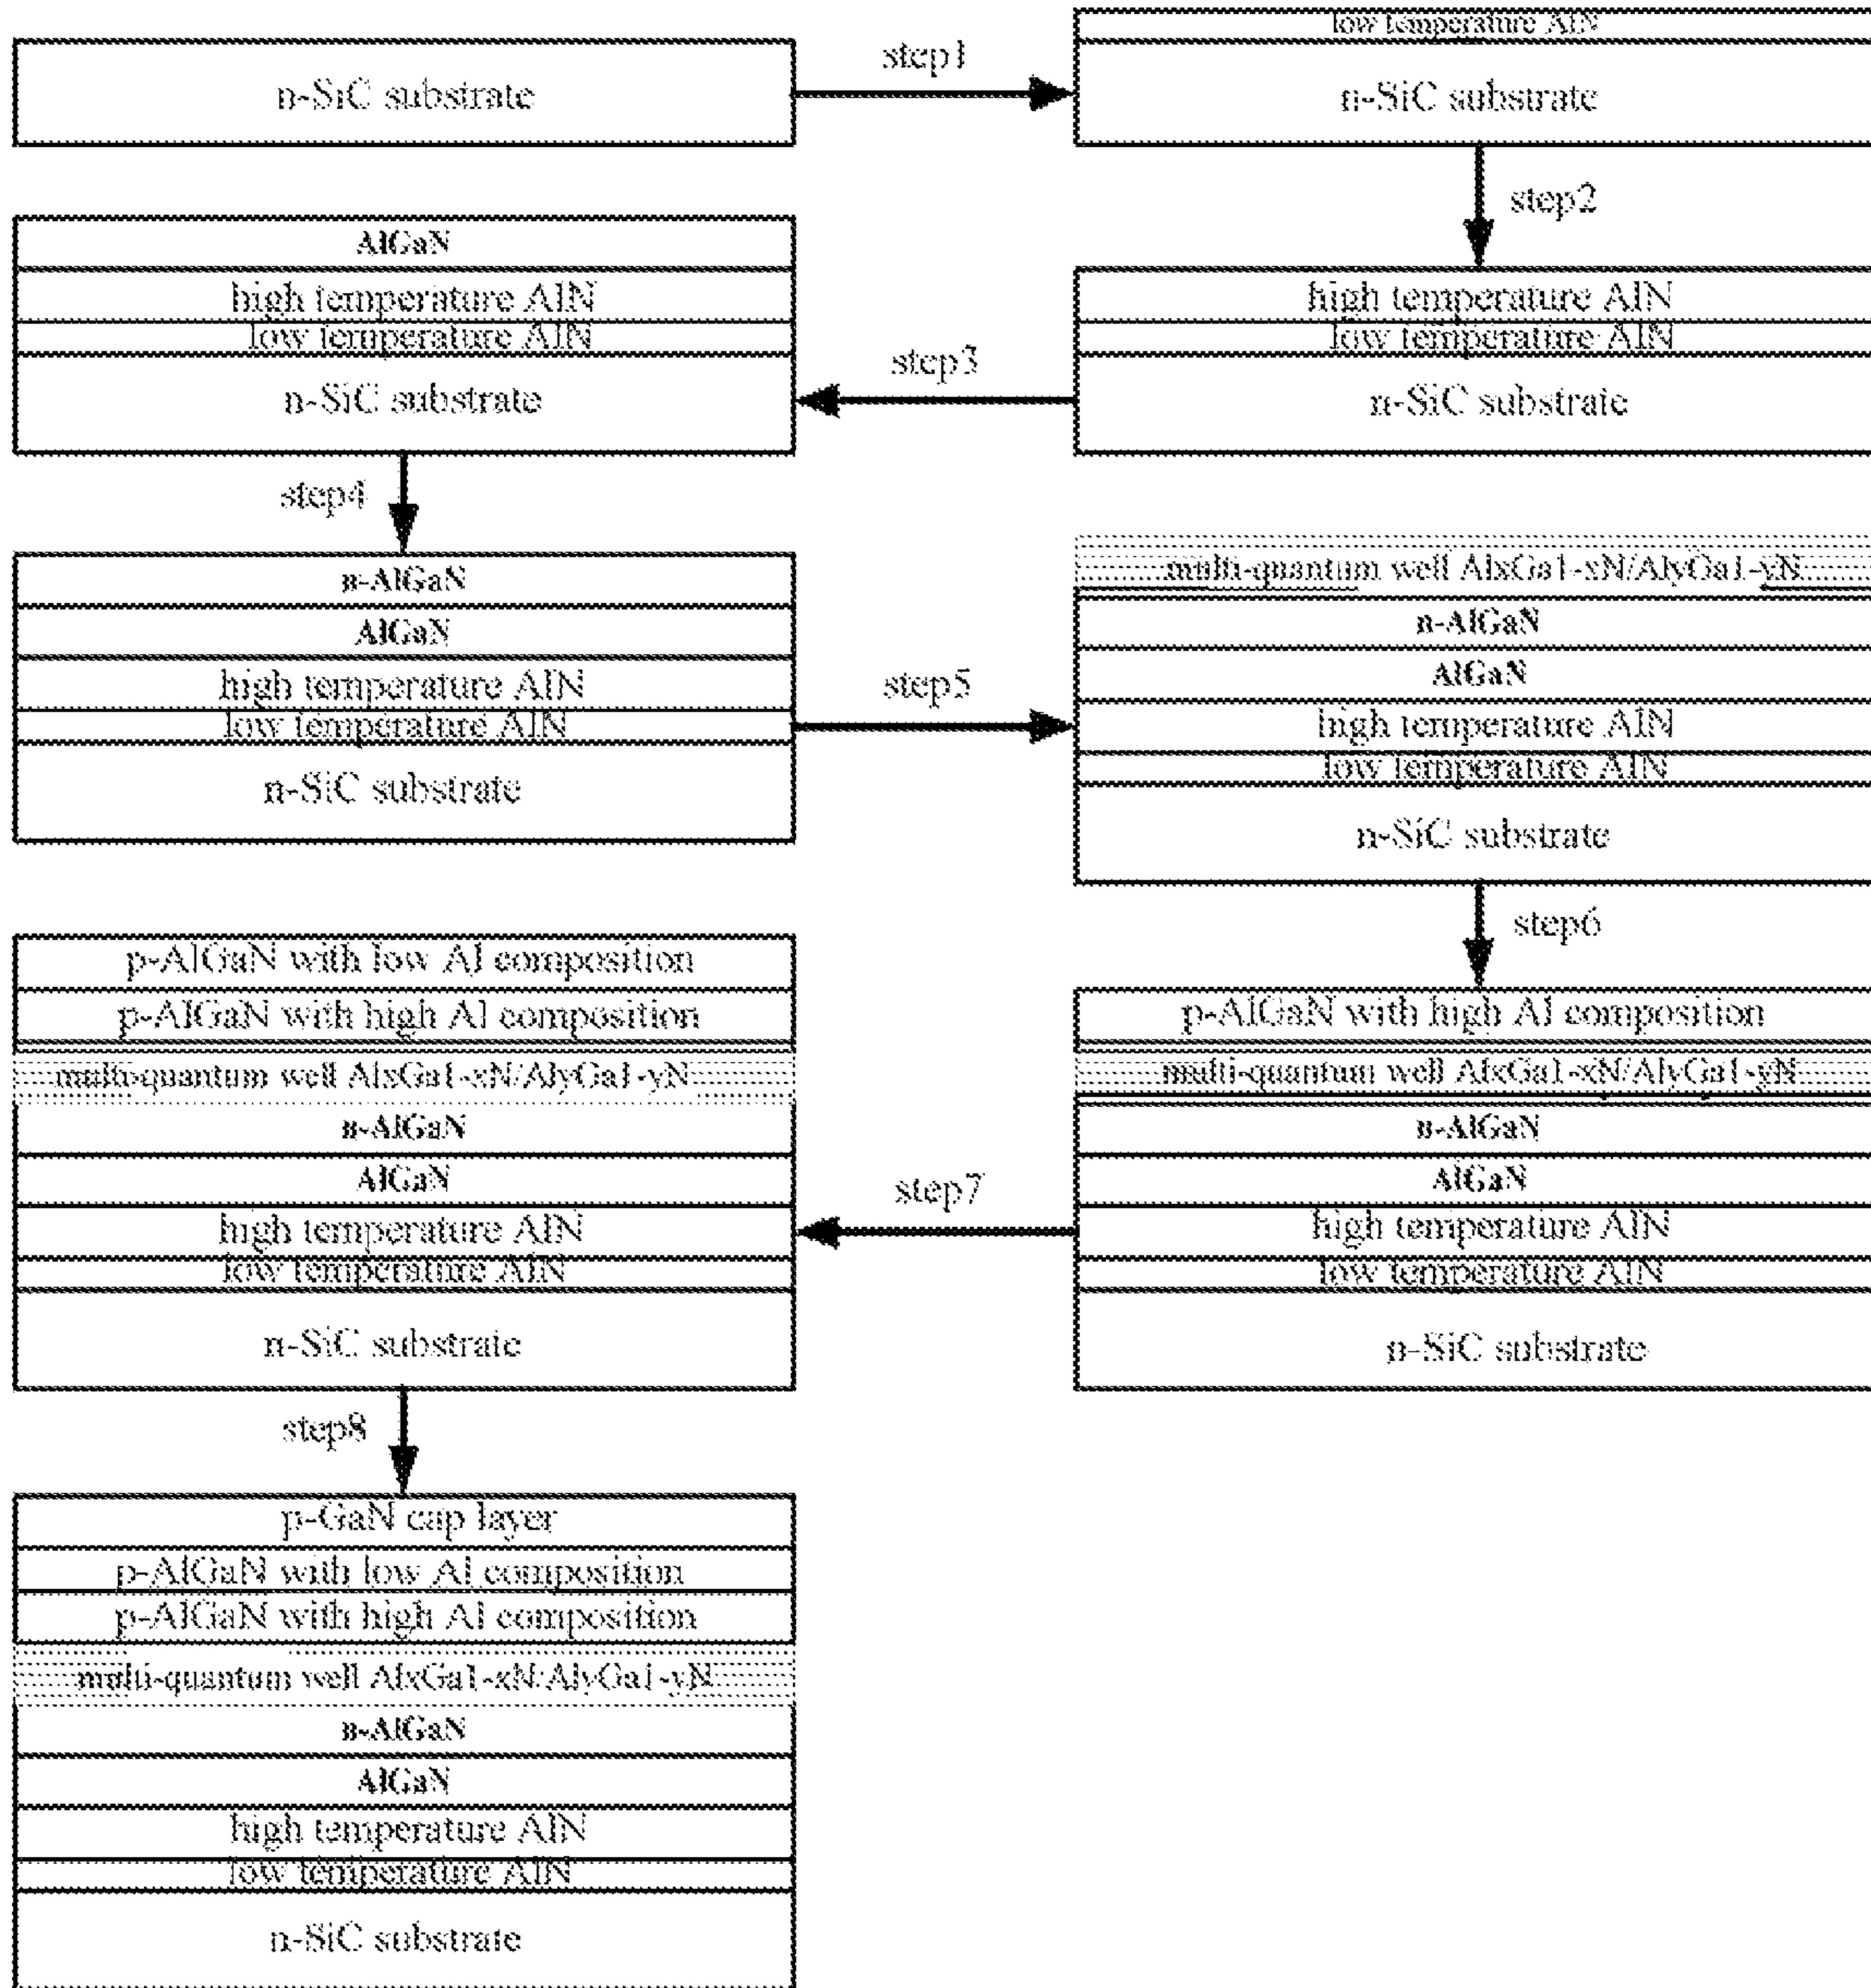 n-SiC substrate
step1
low temperature AlN
n-SiC substrate
step2
high temperature AlN
low temperature AlN
n-SiC substrate
step3
AlGaN
high temperature AlN
low temperature AlN
n-SiC substrate
step4
n-AlGaN
AlGaN
high temperature AlN
low temperature AlN
n-SiC substrate
step5
multi-quantum well AlxGa1-xN/AlyGa1-yN
n-AlGaN
AlGaN
high temperature AlN
low temperature AlN
n-SiC substrate
step6
p-AlGaN with high Al composition
multi-quantum well AlxGa1-xN/AlyGa1-yN
n-AlGaN
AlGaN
high temperature AlN
low temperature AlN
n-SiC substrate
step7
p-AlGaN with low Al composition
p-AlGaN with high Al composition
multi-quantum well AlxGa1-xN/AlyGa1-yN
n-AlGaN
AlGaN
high temperature AlN
low temperature AlN
n-SiC substrate
step8
p-GaN cap layer
p-AlGaN with low Al composition
p-AlGaN with high Al composition
multi-quantum well AlxGa1-xN/AlyGa1-yN
n-AlGaN
AlGaN
high temperature AlN
low temperature AlN
n-SiC substrate